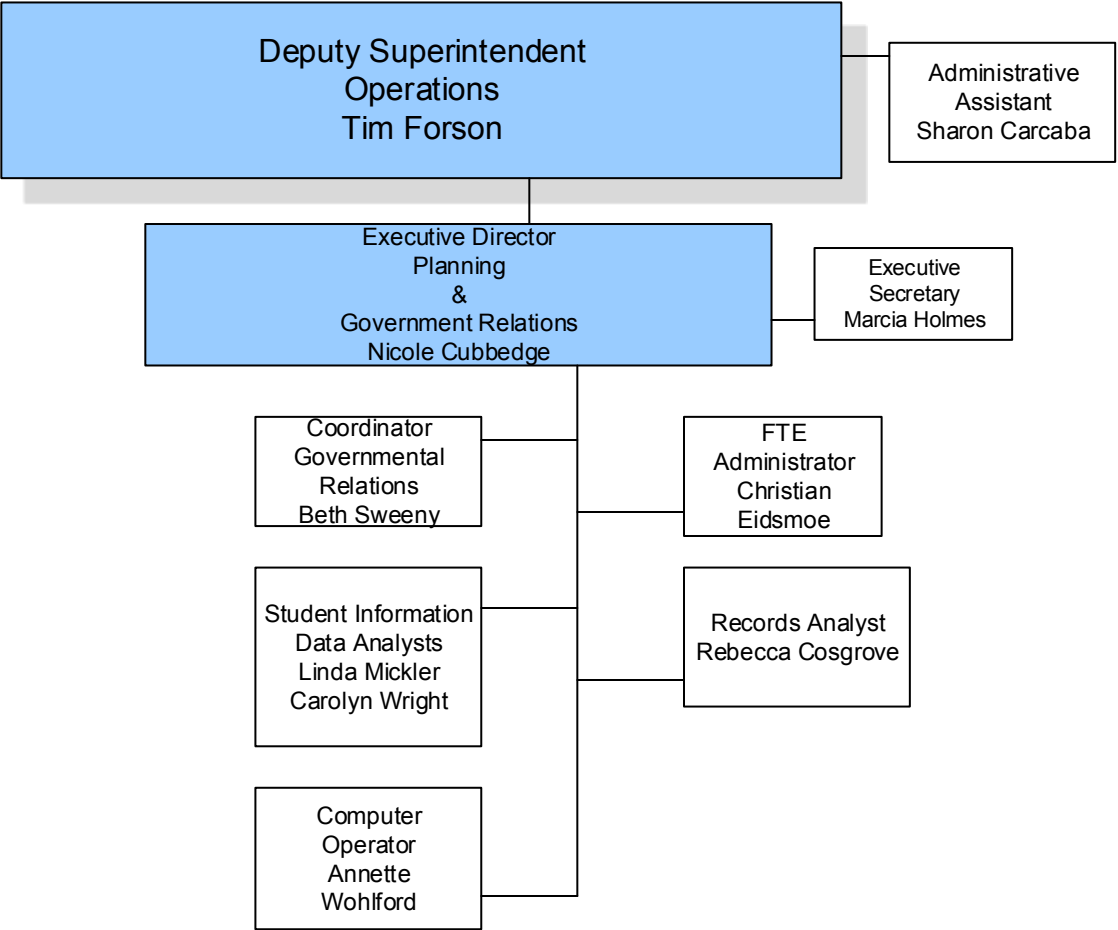 Deputy Superintendent
Operations
Tim Forson
Administrative
Assistant
Sharon Carcaba
Executive Director
Planning
&
Government Relations
Nicole Cubbedge
Executive
Secretary
Marcia Holmes
Coordinator
Governmental
Relations
Beth Sweeny
FTE
Administrator
Christian
Eidsmoe
Student Information
Data Analysts
Linda Mickler
Carolyn Wright
Records Analyst
Rebecca Cosgrove
Computer
Operator
Annette
Wohlford